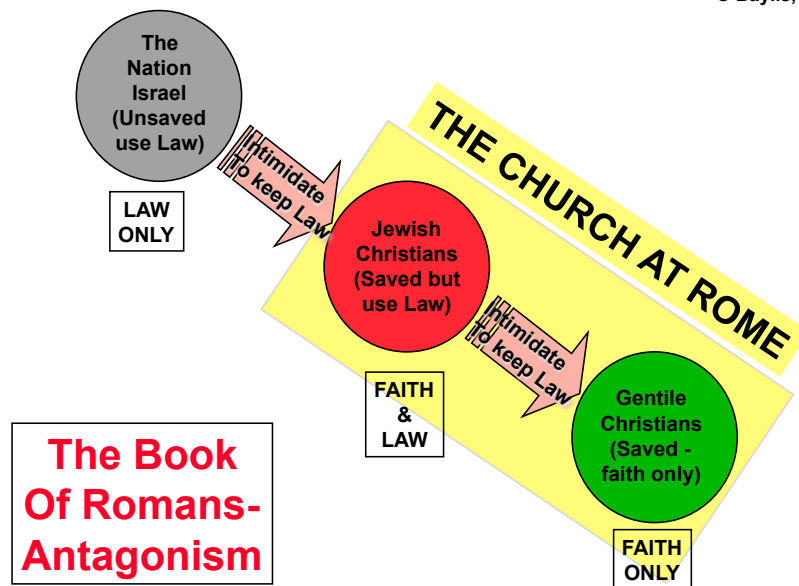 The
Nation
Israel
(Unsaved
use Law)
LAW
ONLY
Intimidate
To keep Law
THE CHURCH AT ROME
Jewish
Christians
(Saved but
use Law)
FAITH
&
LAW
Intimidate
To keep Law
Gentile
Christians
(Saved -
faith only)
FAITH
ONLY
The Book
Of Romans-
Antagonism